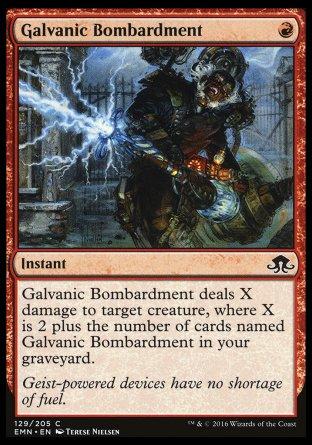 Galvanic Bombardment
Instant
Galvanic Bombardment deals X
damage to target creature, where X
is 2 plus the number of cards named
Galvanic Bombardment in your
graveyard.
Geist-powered devices have no shortage
of fuel.
129/205 C
EMN • EN Terese Nielsen
™ & © 2016 Wizards of the Coast